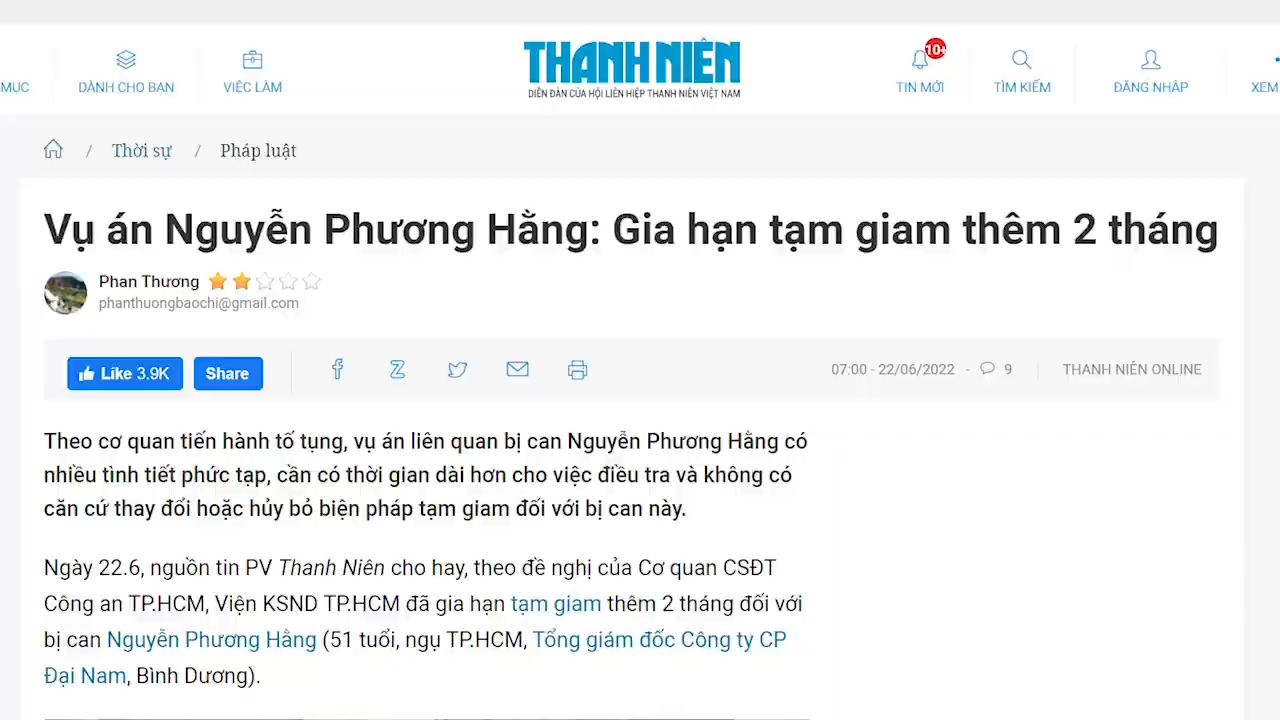 MỤC
DÀNH CHO BẠN
VIỆC LÀM
THANH NIÊN
DIỄN ĐÀN CỦA HỘI LIÊN HIỆP THANH NIÊN VIỆT NAM
10+
TIN MỚI
TÌM KIẾM
ĐĂNG NHẬP
XEM
/ Thời sự / Pháp luật
Vụ án Nguyễn Phương Hằng: Gia hạn tạm giam thêm 2 tháng
Phan Thương
phanthuongbaochi@gmail.com
Like 3.9K
Share
07:00 - 22/06/2022 - 9
THANH NIÊN ONLINE
Theo cơ quan tiến hành tố tụng, vụ án liên quan bị can Nguyễn Phương Hằng có
nhiều tình tiết phức tạp, cần có thời gian dài hơn cho việc điều tra và không có
căn cứ thay đổi hoặc hủy bỏ biện pháp tạm giam đối với bị can này.
Ngày 22.6, nguồn tin PV Thanh Niên cho hay, theo đề nghị của Cơ quan CSĐT
Công an TP.HCM, Viện KSND TP.HCM đã gia hạn tạm giam thêm 2 tháng đối với
bị can Nguyễn Phương Hằng (51 tuổi, ngụ TP.HCM, Tổng giám đốc Công ty CP
Đại Nam, Bình Dương).